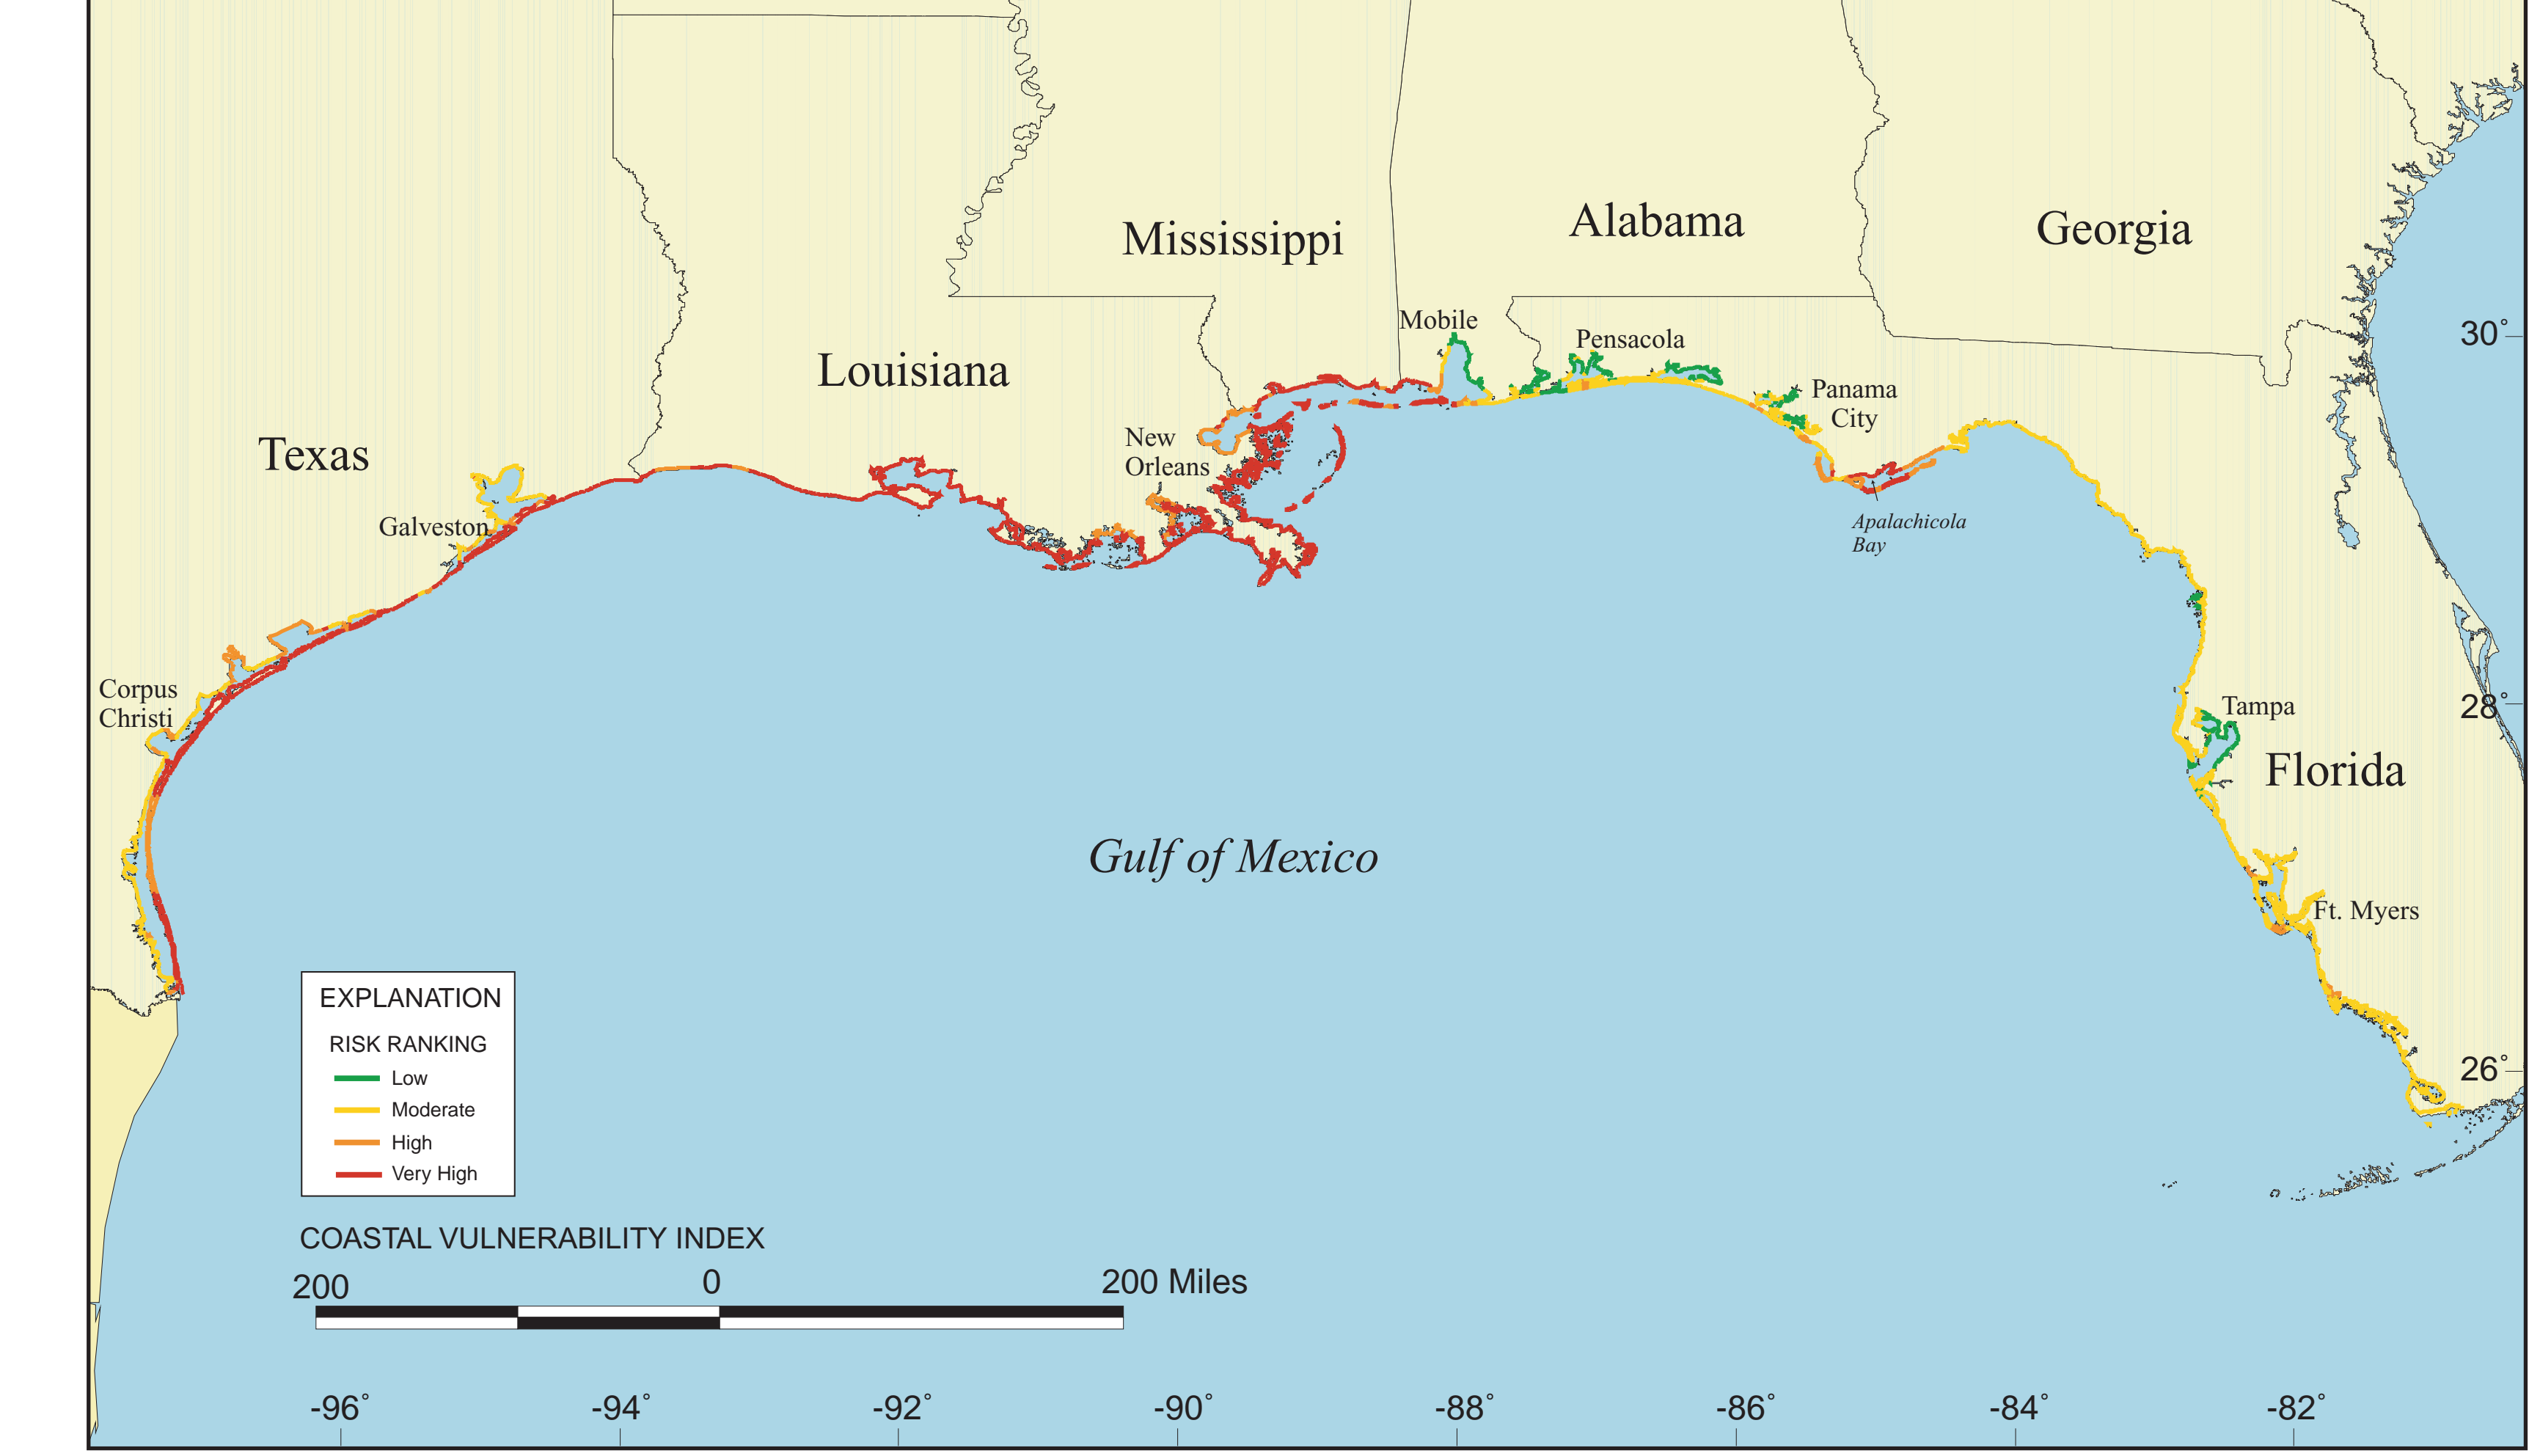 Mississippi
Alabama
Georgia
Mobile
30°
Pensacola
Louisiana
Panama
City
New
Orleans
Texas
Galveston
Apalachicola
Bay
Corpus
Christi
28°
Tampa
Florida
Gulf of Mexico
Ft. Myers
EXPLANATION
RISK RANKING
Low
Moderate
High
Very High
26°
COASTAL VULNERABILITY INDEX
200 0 200 Miles
-96° -94° -92° -90° -88° -86° -84° -82°